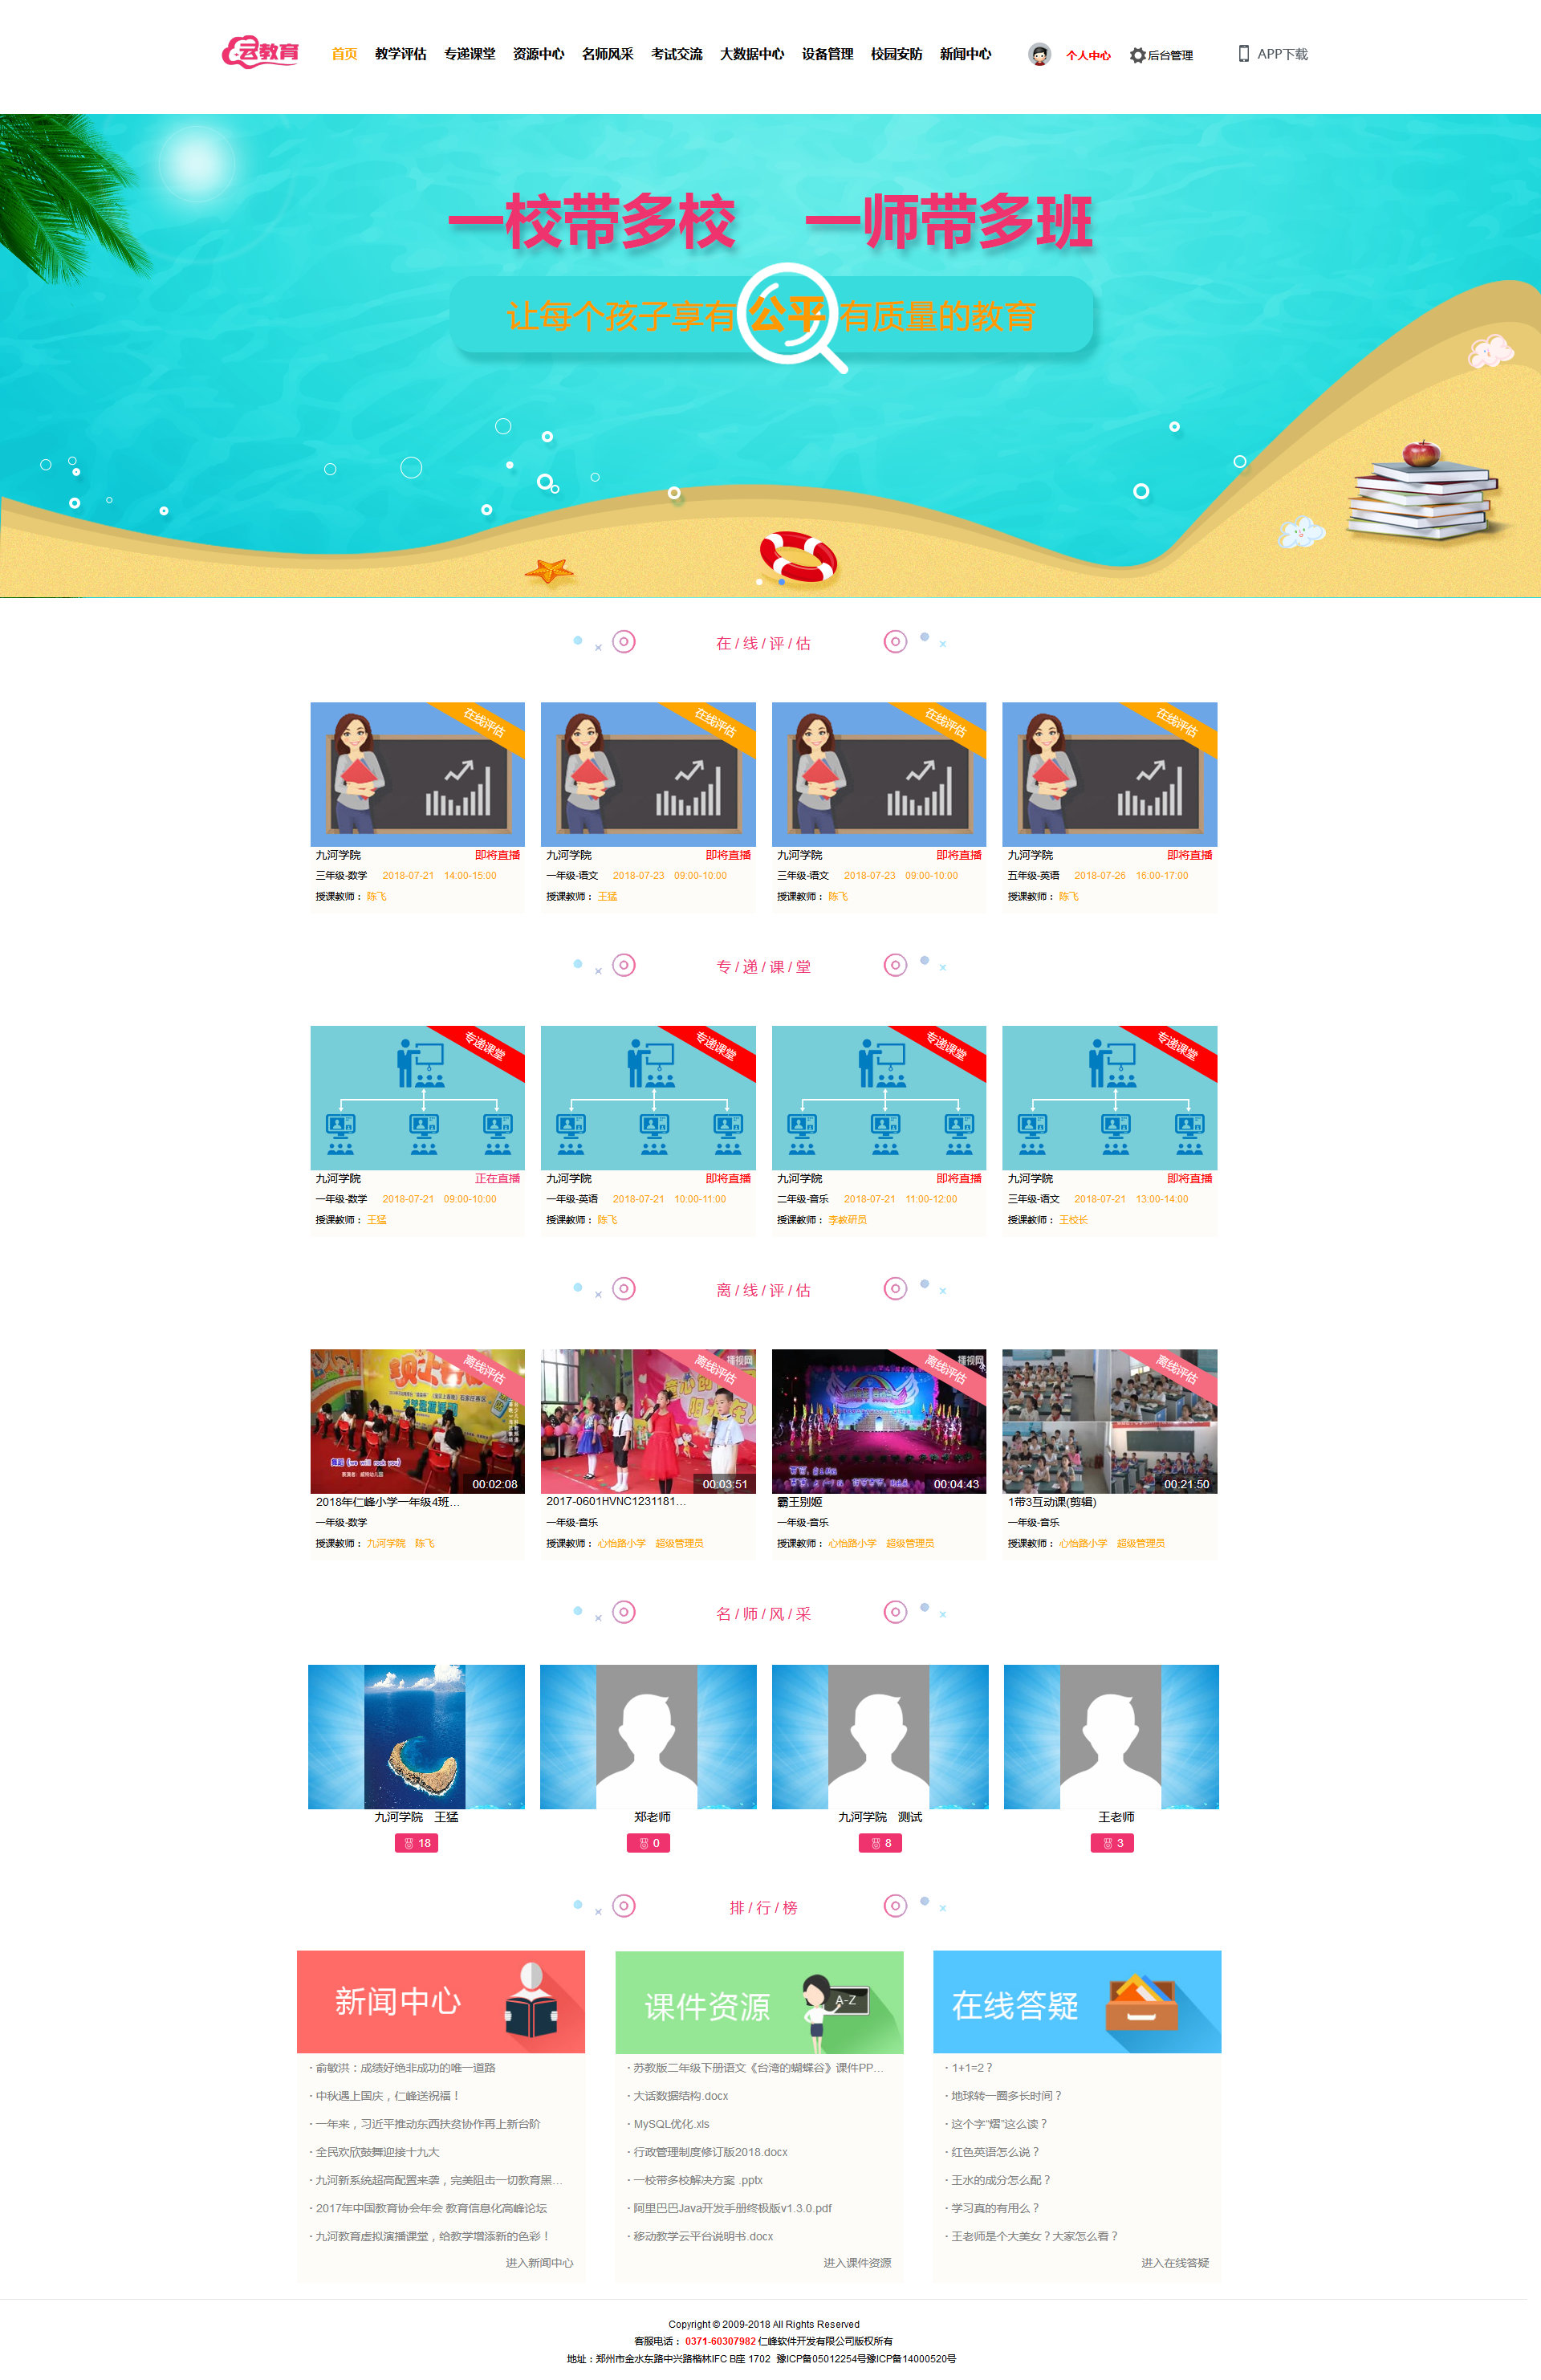 云教育 首页 教学评估 专递课堂 资源中心 名师风采 考试交流 大数据中心 设备管理 校园安防 新闻中心 个人中心 后台管理 APP下载
一校带多校 一师带多班
让每个孩子享有 公平 有质量的教育
在 / 线 / 评 / 估
在线评估 在线评估 在线评估 在线评估
九河学院 即将直播 九河学院 即将直播 九河学院 即将直播 九河学院 即将直播
三年级-数学 2018-07-21 14:00-15:00 一年级-语文 2018-07-23 09:00-10:00 三年级-语文 2018-07-23 09:00-10:00 五年级-英语 2018-07-26 16:00-17:00
授课教师： 陈飞 授课教师： 王猛 授课教师： 陈飞 授课教师： 陈飞
专 / 递 / 课 / 堂
专递课堂 专递课堂 专递课堂 专递课堂
九河学院 正在直播 九河学院 即将直播 九河学院 即将直播 九河学院 即将直播
一年级-数学 2018-07-21 09:00-10:00 一年级-英语 2018-07-21 10:00-11:00 二年级-音乐 2018-07-21 11:00-12:00 三年级-语文 2018-07-21 13:00-14:00
授课教师： 王猛 授课教师： 陈飞 授课教师： 李教研员 授课教师： 王校长
离 / 线 / 评 / 估
离线评估 离线评估 播视网 离线评估 播视网 离线评估
舞蹈《we will rock you》
00:02:08 00:03:51 00:04:43 00:21:50
2018年仁峰小学一年级4班... 2017-0601HVNC1231181... 霸王别姬 1带3互动课(剪辑)
一年级-数学 一年级-音乐 一年级-音乐 一年级-音乐
授课教师： 九河学院 陈飞 授课教师： 心怡路小学 超级管理员 授课教师： 心怡路小学 超级管理员 授课教师： 心怡路小学 超级管理员
名 / 师 / 风 / 采
九河学院 王猛 郑老师 九河学院 测试 王老师
18 0 8 3
排 / 行 / 榜
新闻中心
· 俞敏洪：成绩好绝非成功的唯一道路
· 中秋遇上国庆，仁峰送祝福！
· 一年来，习近平推动东西扶贫协作再上新台阶
· 全民欢欣鼓舞迎接十九大
· 九河新系统超高配置来袭，完美阻击一切教育黑...
· 2017年中国教育协会年会 教育信息化高峰论坛
· 九河教育虚拟演播课堂，给教学增添新的色彩！
进入新闻中心
课件资源 A-Z
· 苏教版二年级下册语文《台湾的蝴蝶谷》课件PP...
· 大话数据结构.docx
· MySQL优化.xls
· 行政管理制度修订版2018.docx
· 一校带多校解决方案 .pptx
· 阿里巴巴Java开发手册终极版v1.3.0.pdf
· 移动教学云平台说明书.docx
进入课件资源
在线答疑
· 1+1=2？
· 地球转一圈多长时间？
· 这个字“熠”这么读？
· 红色英语怎么说？
· 王水的成分怎么配？
· 学习真的有用么？
· 王老师是个大美女？大家怎么看？
进入在线答疑
Copyright © 2009-2018 All Rights Reserved
客服电话： 0371-60307982 仁峰软件开发有限公司版权所有
地址：郑州市金水东路中兴路楷林IFC B座 1702 豫ICP备05012254号豫ICP备14000520号